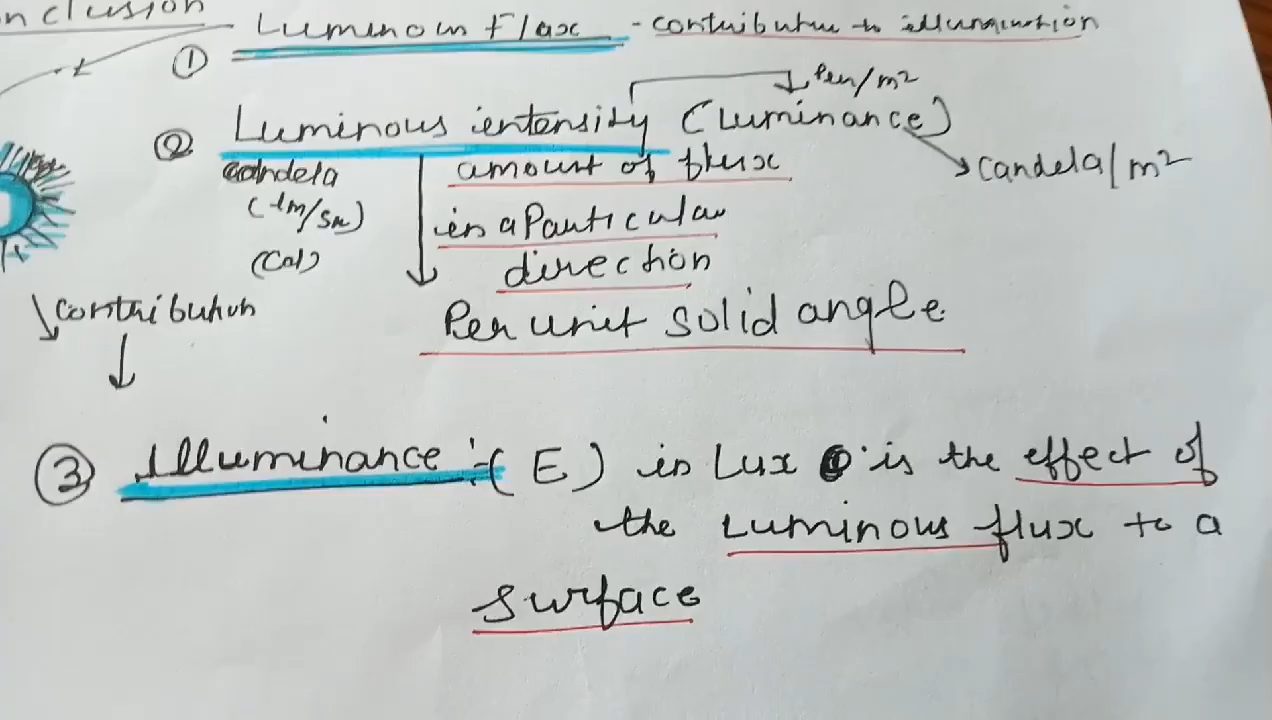 nclusion
① Luminous Flux - contributive to illumination
Per/m²
② Luminous intensity (Luminance)
candela/m²
candela
(lm/sr)
(cd)
amount of flux
in a Particular
direction
Per unit solid angle
contribution
③ Illuminance :- (E) in Lux is the effect of
the Luminous flux to a
surface